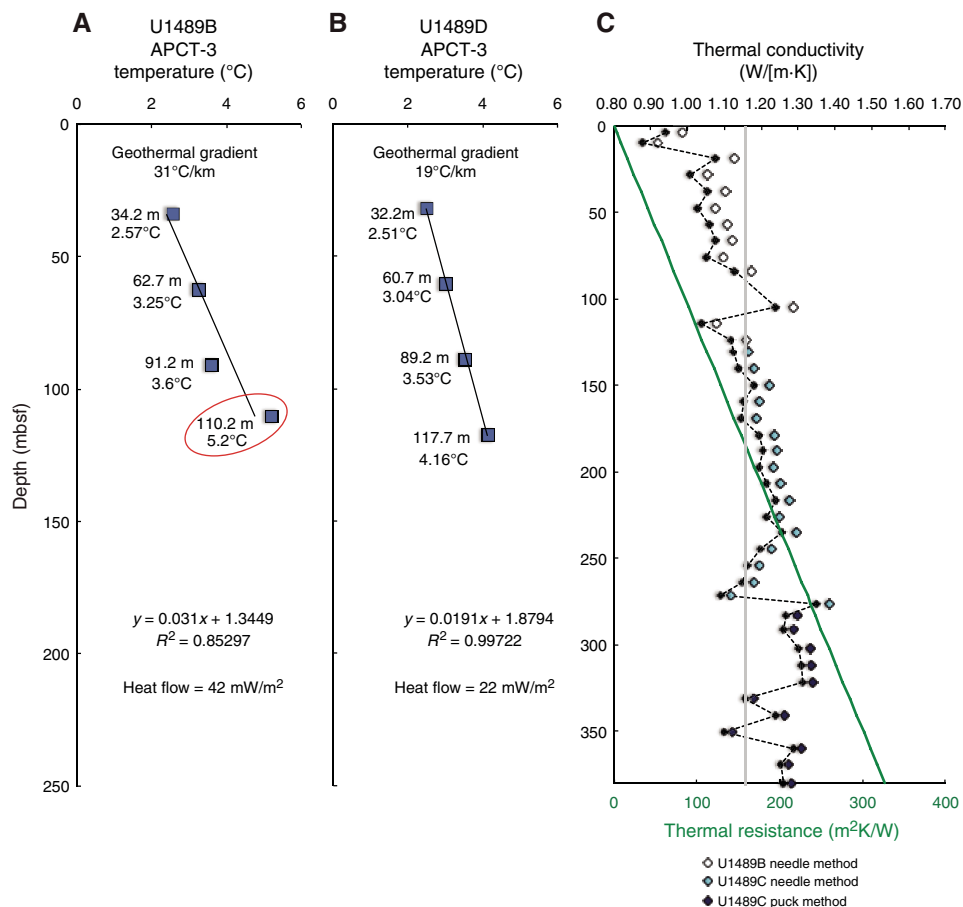 A
U1489B
APCT-3
temperature (°C)
0 2 4 6
Geothermal gradient
31°C/km
34.2 m
2.57°C
62.7 m
3.25°C
91.2 m
3.6°C
110.2 m
5.2°C
y = 0.031x + 1.3449
R² = 0.85297
Heat flow = 42 mW/m²
Depth (mbsf)
0
50
100
150
200
250
B
U1489D
APCT-3
temperature (°C)
0 2 4 6
Geothermal gradient
19°C/km
32.2m
2.51°C
60.7 m
3.04°C
89.2 m
3.53°C
117.7 m
4.16°C
y = 0.0191x + 1.8794
R² = 0.99722
Heat flow = 22 mW/m²
C
Thermal conductivity
(W/[m·K])
0.80 0.90 1.00 1.10 1.20 1.30 1.40 1.50 1.60 1.70
0
50
100
150
200
250
300
350
0 100 200 300 400
Thermal resistance (m²K/W)
U1489B needle method
U1489C needle method
U1489C puck method